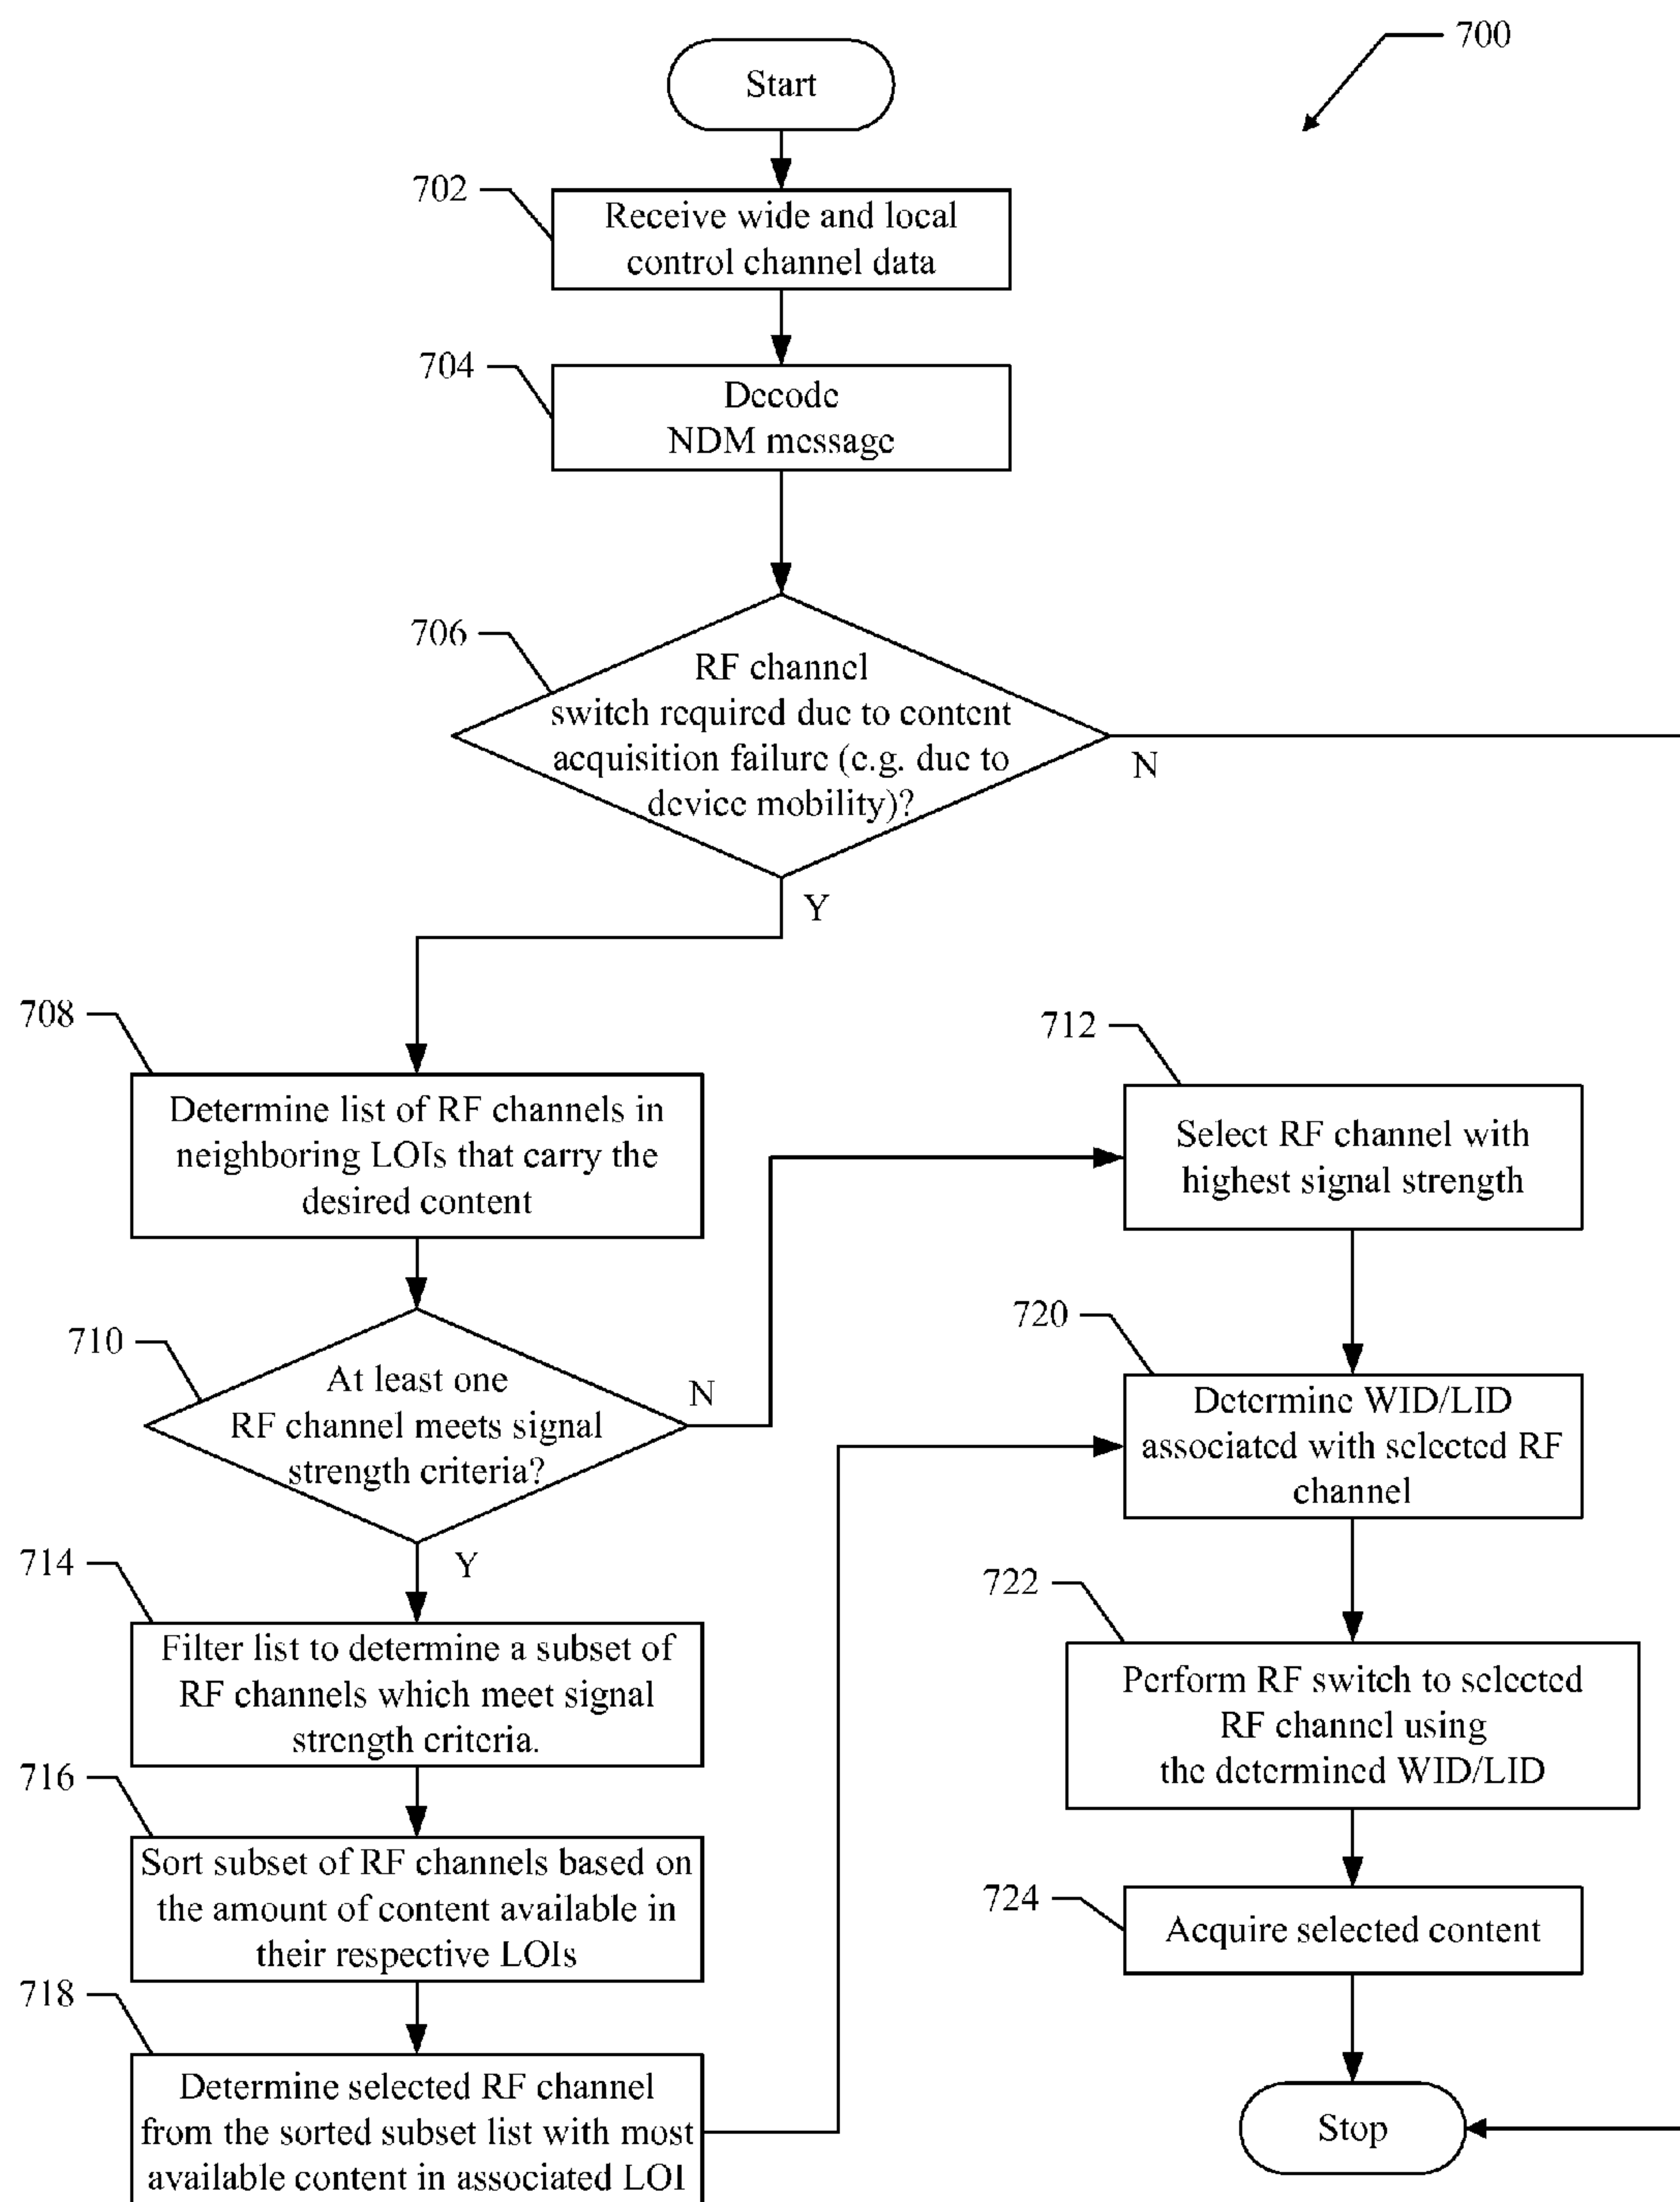 700
Start
702
Receive wide and local
control channel data
704
Decode
NDM message
706
RF channel
switch required due to content
acquisition failure (e.g. due to
device mobility)?
N
Y
708
Determine list of RF channels in
neighboring LOIs that carry the
desired content
712
Select RF channel with
highest signal strength
710
At least one
RF channel meets signal
strength criteria?
N
Y
720
Determine WID/LID
associated with selected RF
channel
714
Filter list to determine a subset of
RF channels which meet signal
strength criteria.
722
Perform RF switch to selected
RF channel using
the determined WID/LID
716
Sort subset of RF channels based on
the amount of content available in
their respective LOIs
724
Acquire selected content
718
Determine selected RF channel
from the sorted subset list with most
available content in associated LOI
Stop